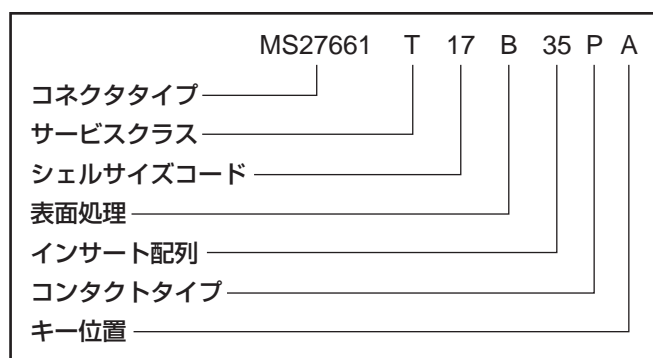 MS27661 T 17 B 35 P A
コネクタタイプ
サービスクラス
シェルサイズコード
表面処理
インサート配列
コンタクトタイプ
キー位置